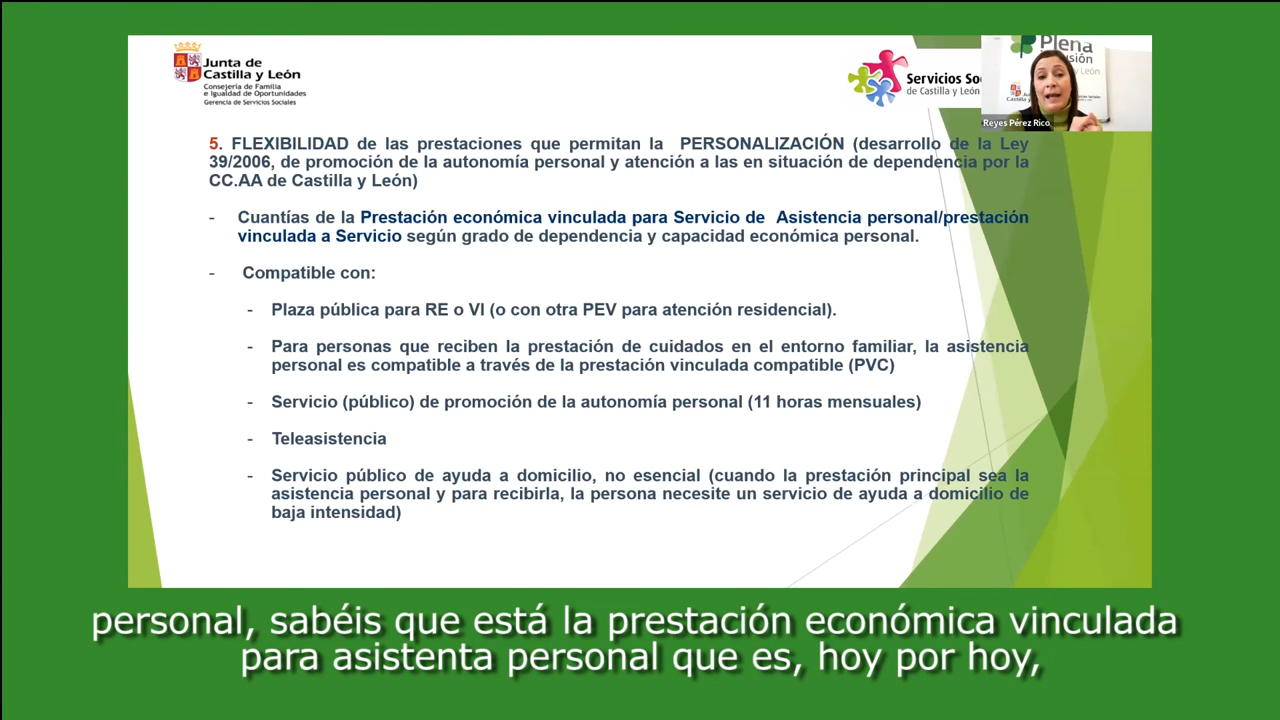 Junta de
Castilla y León
Consejería de Familia
e Igualdad de Oportunidades
Gerencia de Servicios Sociales
Servicios So
de Castilla y León
Plena
Reyes Pérez Rico
5. FLEXIBILIDAD de las prestaciones que permitan la PERSONALIZACIÓN (desarrollo de la Ley
39/2006, de promoción de la autonomía personal y atención a las en situación de dependencia por la
CC.AA de Castilla y León)
- Cuantías de la Prestación económica vinculada para Servicio de Asistencia personal/prestación
vinculada a Servicio según grado de dependencia y capacidad económica personal.
- Compatible con:
- Plaza pública para RE o VI (o con otra PEV para atención residencial).
- Para personas que reciben la prestación de cuidados en el entorno familiar, la asistencia
personal es compatible a través de la prestación vinculada compatible (PVC)
- Servicio (público) de promoción de la autonomía personal (11 horas mensuales)
- Teleasistencia
- Servicio público de ayuda a domicilio, no esencial (cuando la prestación principal sea la
asistencia personal y para recibirla, la persona necesite un servicio de ayuda a domicilio de
baja intensidad)
personal, sabéis que está la prestación económica vinculada
para asistenta personal que es, hoy por hoy,